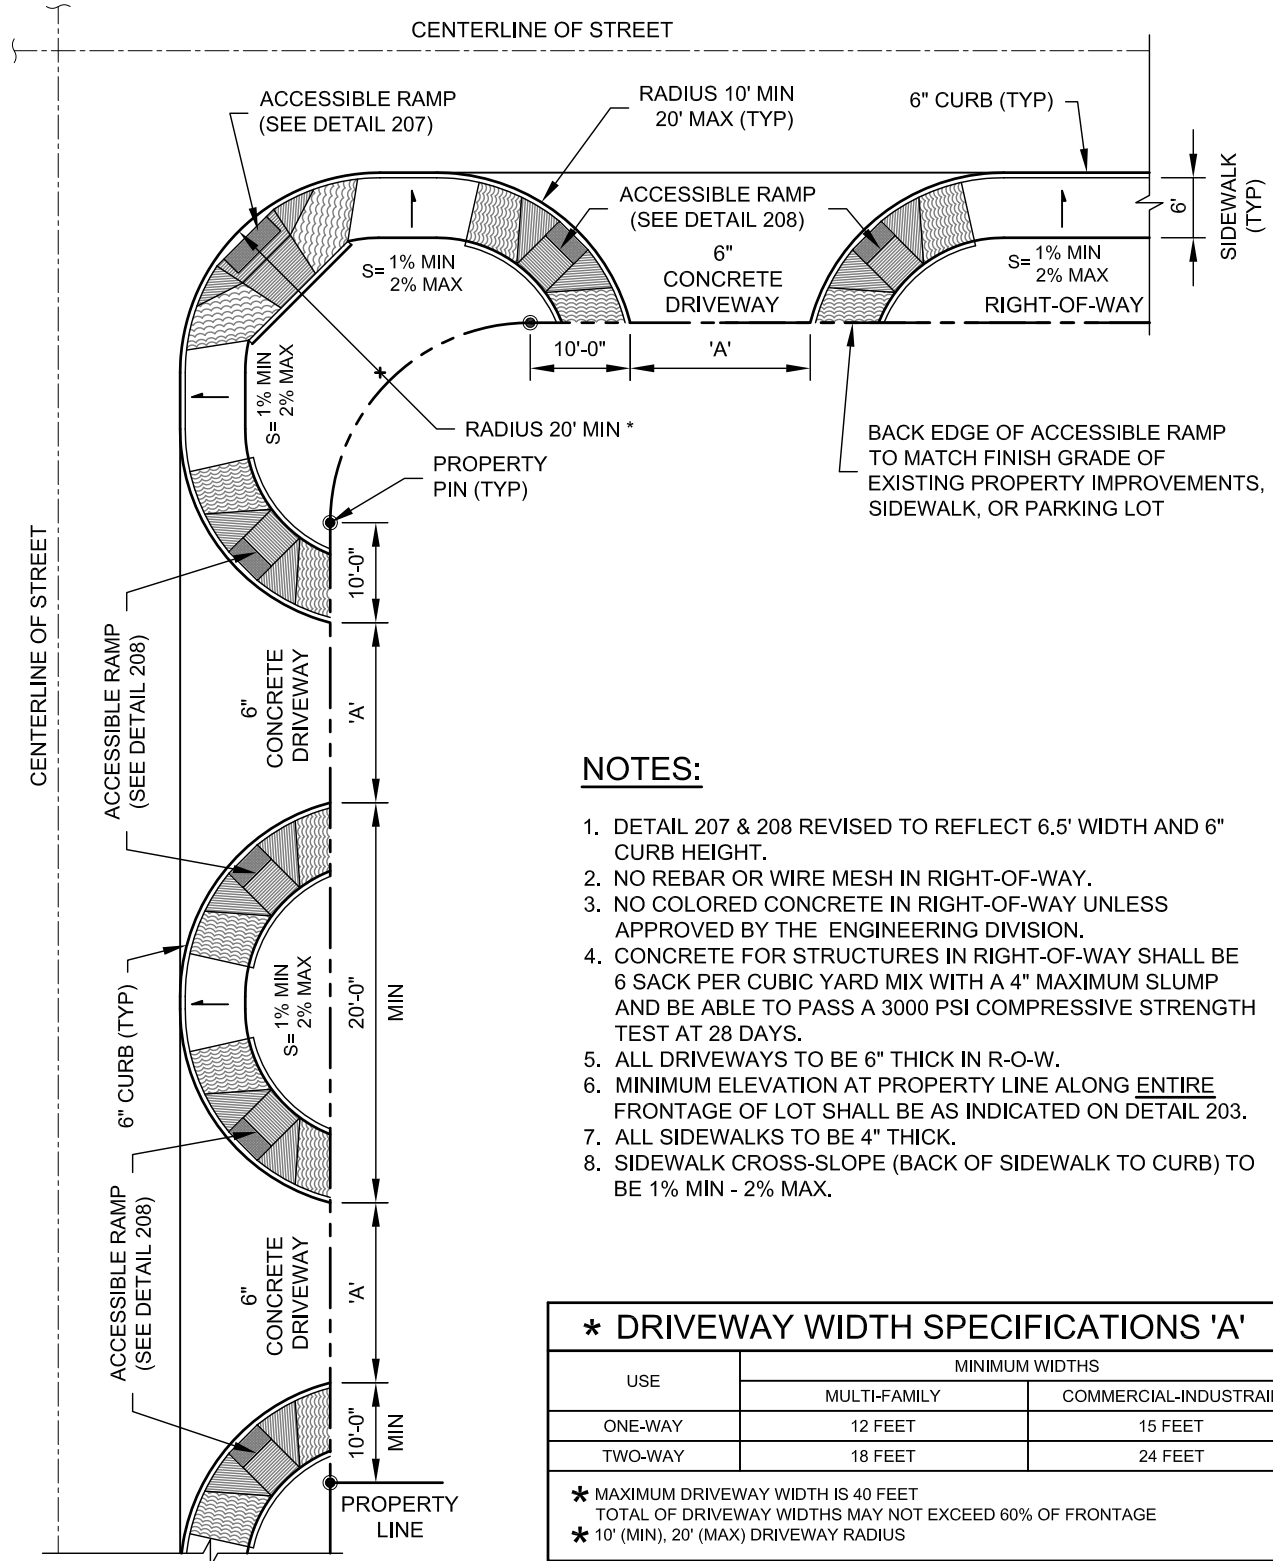 CENTERLINE OF STREET
ACCESSIBLE RAMP
(SEE DETAIL 207)
RADIUS 10' MIN
20' MAX (TYP)
6" CURB (TYP)
ACCESSIBLE RAMP
(SEE DETAIL 208)
6'
SIDEWALK
(TYP)
S= 1% MIN
2% MAX
6"
CONCRETE
DRIVEWAY
S= 1% MIN
2% MAX
RIGHT-OF-WAY
10'-0"
'A'
S= 1% MIN
2% MAX
RADIUS 20' MIN *
PROPERTY
PIN (TYP)
BACK EDGE OF ACCESSIBLE RAMP
TO MATCH FINISH GRADE OF
EXISTING PROPERTY IMPROVEMENTS,
SIDEWALK, OR PARKING LOT
CENTERLINE OF STREET
10'-0"
ACCESSIBLE RAMP
(SEE DETAIL 208)
6"
CONCRETE
DRIVEWAY
'A'
6" CURB (TYP)
S= 1% MIN
2% MAX
20'-0"
MIN
ACCESSIBLE RAMP
(SEE DETAIL 208)
6"
CONCRETE
DRIVEWAY
'A'
10'-0"
MIN
PROPERTY
LINE
NOTES:
1. DETAIL 207 & 208 REVISED TO REFLECT 6.5' WIDTH AND 6"
CURB HEIGHT.
2. NO REBAR OR WIRE MESH IN RIGHT-OF-WAY.
3. NO COLORED CONCRETE IN RIGHT-OF-WAY UNLESS
APPROVED BY THE ENGINEERING DIVISION.
4. CONCRETE FOR STRUCTURES IN RIGHT-OF-WAY SHALL BE
6 SACK PER CUBIC YARD MIX WITH A 4" MAXIMUM SLUMP
AND BE ABLE TO PASS A 3000 PSI COMPRESSIVE STRENGTH
TEST AT 28 DAYS.
5. ALL DRIVEWAYS TO BE 6" THICK IN R-O-W.
6. MINIMUM ELEVATION AT PROPERTY LINE ALONG ENTIRE
FRONTAGE OF LOT SHALL BE AS INDICATED ON DETAIL 203.
7. ALL SIDEWALKS TO BE 4" THICK.
8. SIDEWALK CROSS-SLOPE (BACK OF SIDEWALK TO CURB) TO
BE 1% MIN - 2% MAX.
* DRIVEWAY WIDTH SPECIFICATIONS 'A'
USE
MINIMUM WIDTHS
MULTI-FAMILY
COMMERCIAL-INDUSTRAIL
ONE-WAY
12 FEET
15 FEET
TWO-WAY
18 FEET
24 FEET
* MAXIMUM DRIVEWAY WIDTH IS 40 FEET
TOTAL OF DRIVEWAY WIDTHS MAY NOT EXCEED 60% OF FRONTAGE
* 10' (MIN), 20' (MAX) DRIVEWAY RADIUS